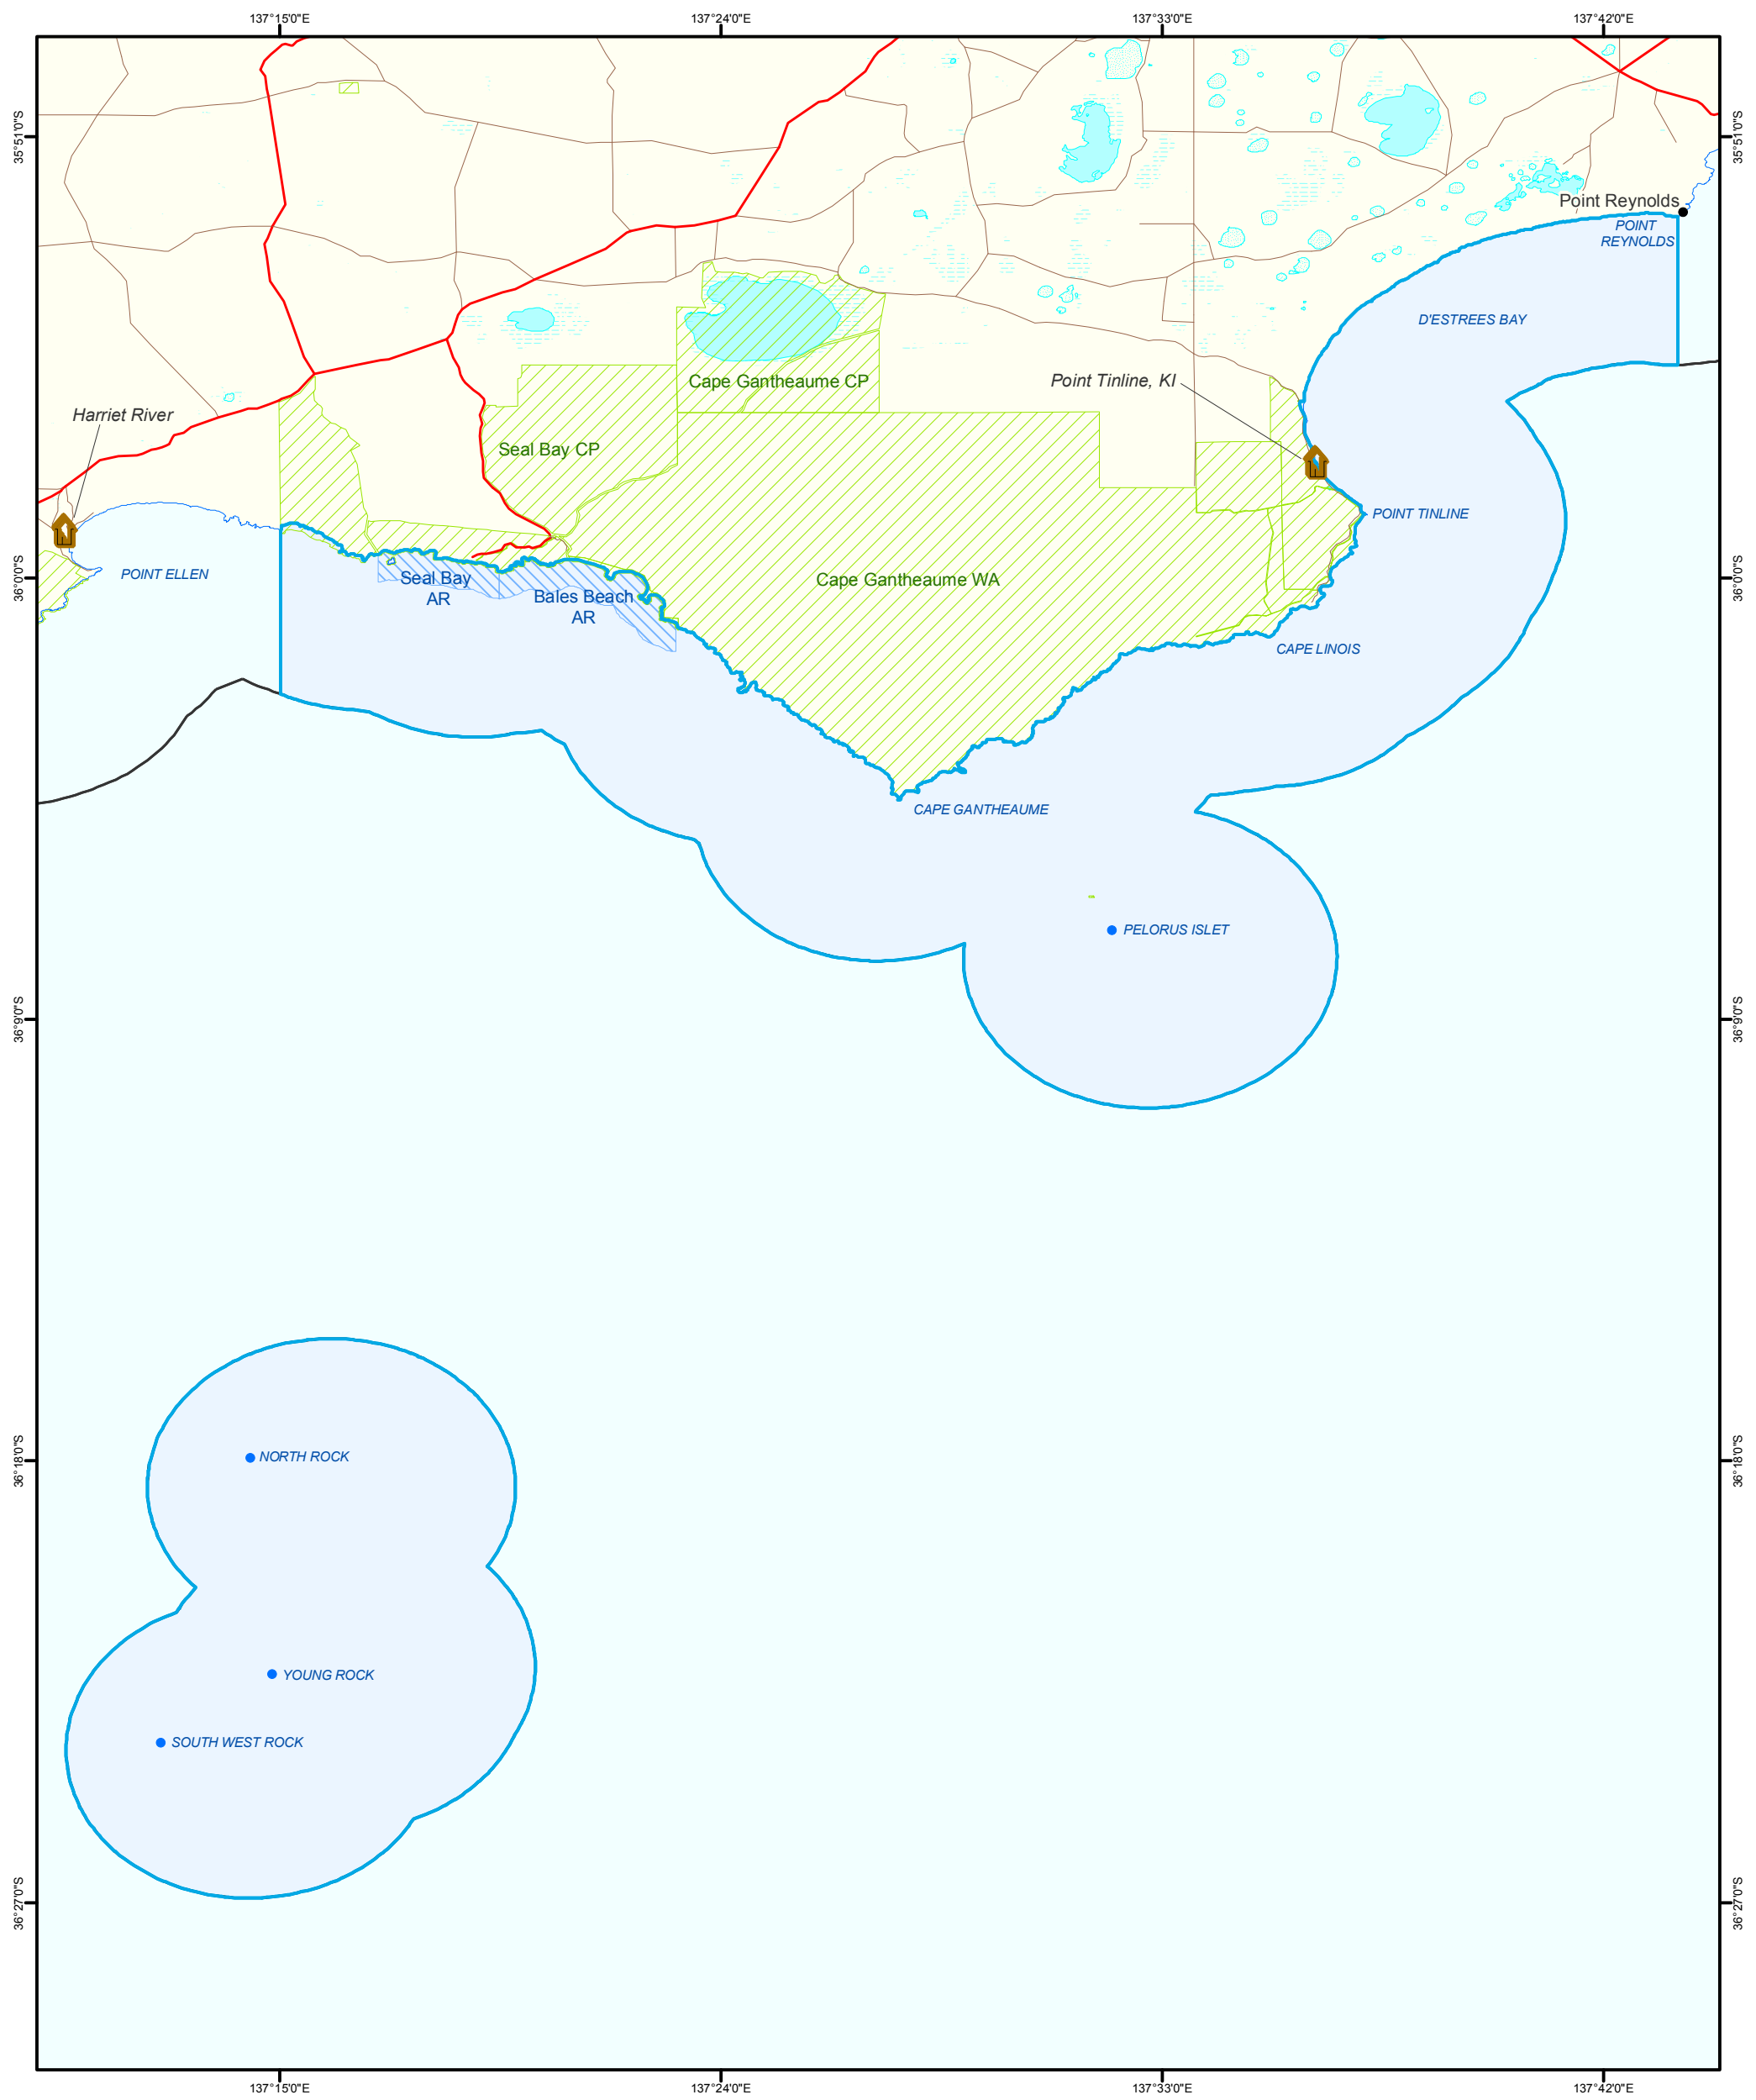 137°15'0"E
137°24'0"E
137°33'0"E
137°42'0"E
35°51'0"S
35°51'0"S
Point Reynolds
POINT
REYNOLDS
D'ESTREES BAY
Point Tinline, KI
Cape Gantheaume CP
Harriet River
Seal Bay CP
POINT TINLINE
POINT ELLEN
Seal Bay
AR
Cape Gantheaume WA
36°0'0"S
36°0'0"S
Bales Beach
AR
CAPE LINOIS
CAPE GANTHEAUME
PELORUS ISLET
36°9'0"S
36°9'0"S
NORTH ROCK
36°18'0"S
36°18'0"S
YOUNG ROCK
SOUTH WEST ROCK
36°27'0"S
36°27'0"S
137°15'0"E
137°24'0"E
137°33'0"E
137°42'0"E